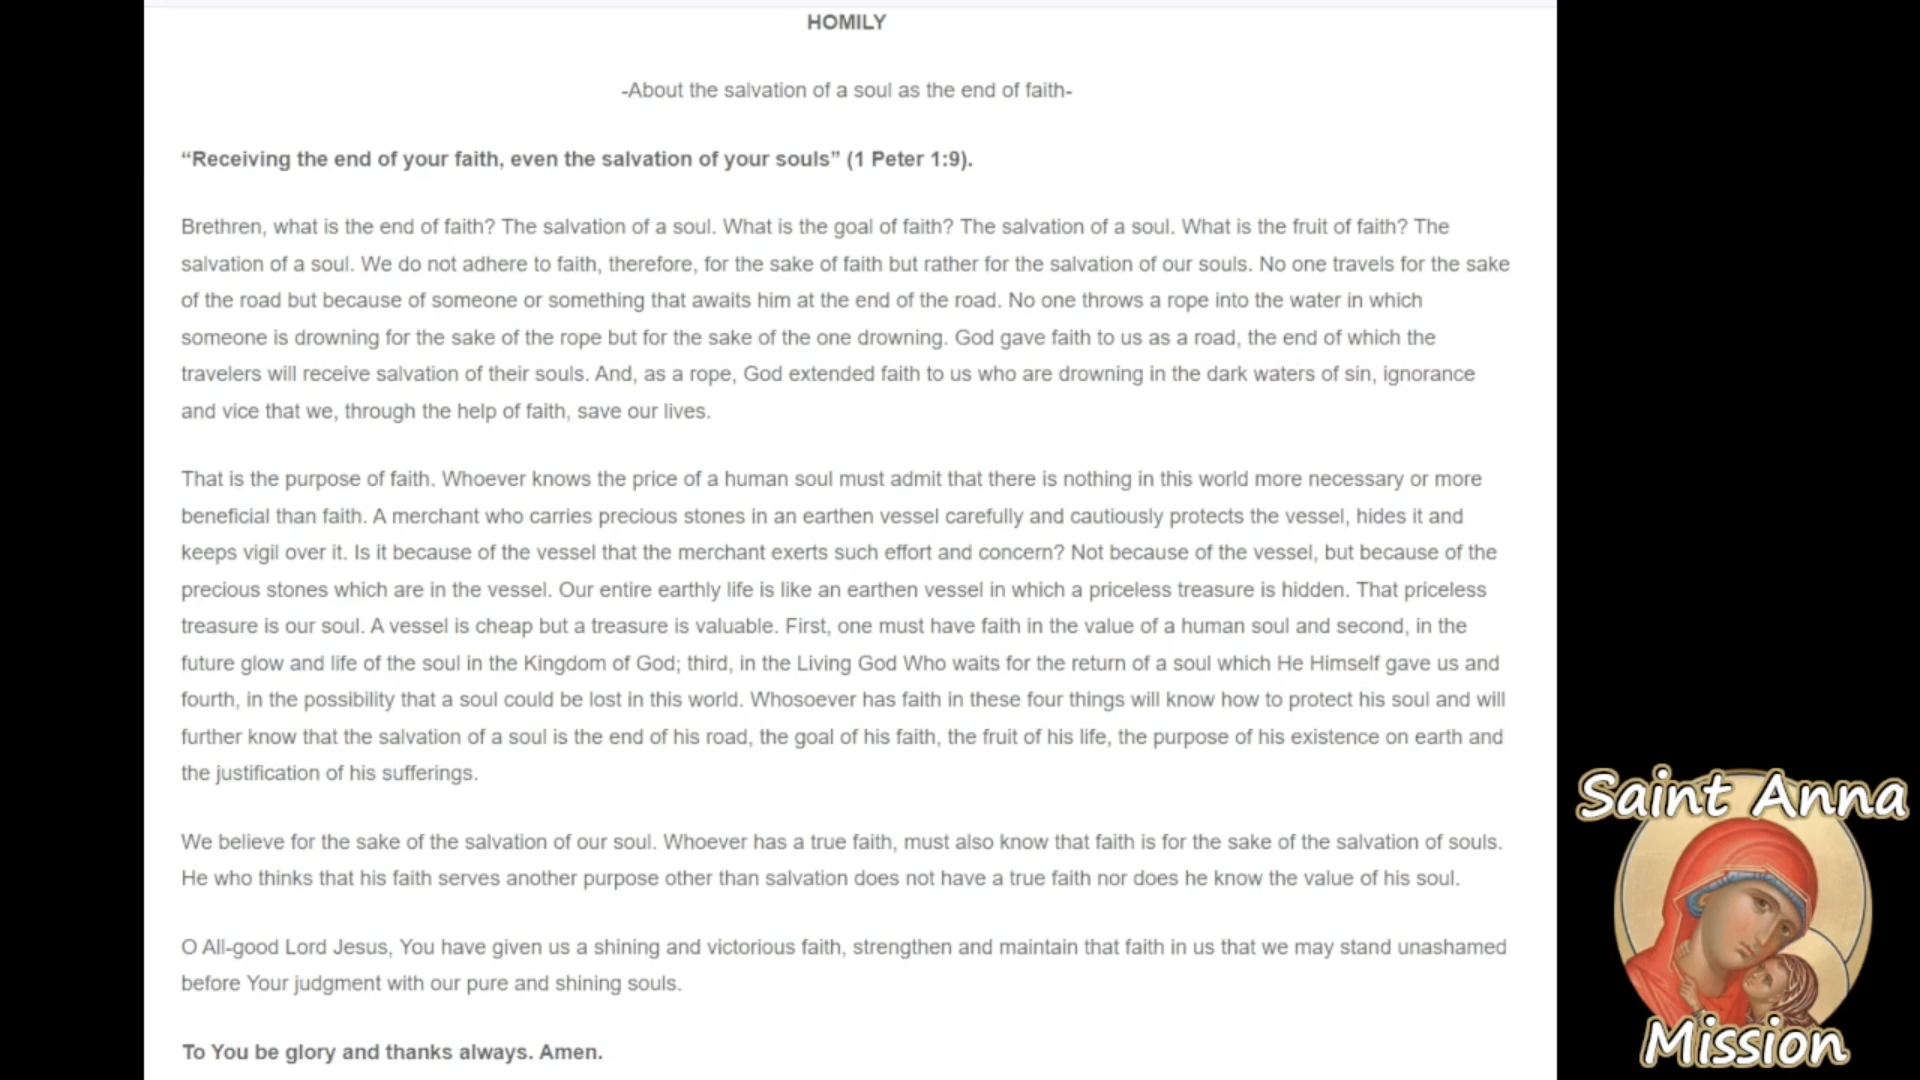 HOMILY
-About the salvation of a soul as the end of faith-
“Receiving the end of your faith, even the salvation of your souls” (1 Peter 1:9).
Brethren, what is the end of faith? The salvation of a soul. What is the goal of faith? The salvation of a soul. What is the fruit of faith? The
salvation of a soul. We do not adhere to faith, therefore, for the sake of faith but rather for the salvation of our souls. No one travels for the sake
of the road but because of someone or something that awaits him at the end of the road. No one throws a rope into the water in which
someone is drowning for the sake of the rope but for the sake of the one drowning. God gave faith to us as a road, the end of which the
travelers will receive salvation of their souls. And, as a rope, God extended faith to us who are drowning in the dark waters of sin, ignorance
and vice that we, through the help of faith, save our lives.
That is the purpose of faith. Whoever knows the price of a human soul must admit that there is nothing in this world more necessary or more
beneficial than faith. A merchant who carries precious stones in an earthen vessel carefully and cautiously protects the vessel, hides it and
keeps vigil over it. Is it because of the vessel that the merchant exerts such effort and concern? Not because of the vessel, but because of the
precious stones which are in the vessel. Our entire earthly life is like an earthen vessel in which a priceless treasure is hidden. That priceless
treasure is our soul. A vessel is cheap but a treasure is valuable. First, one must have faith in the value of a human soul and second, in the
future glow and life of the soul in the Kingdom of God; third, in the Living God Who waits for the return of a soul which He Himself gave us and
fourth, in the possibility that a soul could be lost in this world. Whosoever has faith in these four things will know how to protect his soul and will
further know that the salvation of a soul is the end of his road, the goal of his faith, the fruit of his life, the purpose of his existence on earth and
the justification of his sufferings.
We believe for the sake of the salvation of our soul. Whoever has a true faith, must also know that faith is for the sake of the salvation of souls.
He who thinks that his faith serves another purpose other than salvation does not have a true faith nor does he know the value of his soul.
O All-good Lord Jesus, You have given us a shining and victorious faith, strengthen and maintain that faith in us that we may stand unashamed
before Your judgment with our pure and shining souls.
To You be glory and thanks always. Amen.
Saint Anna
Mission